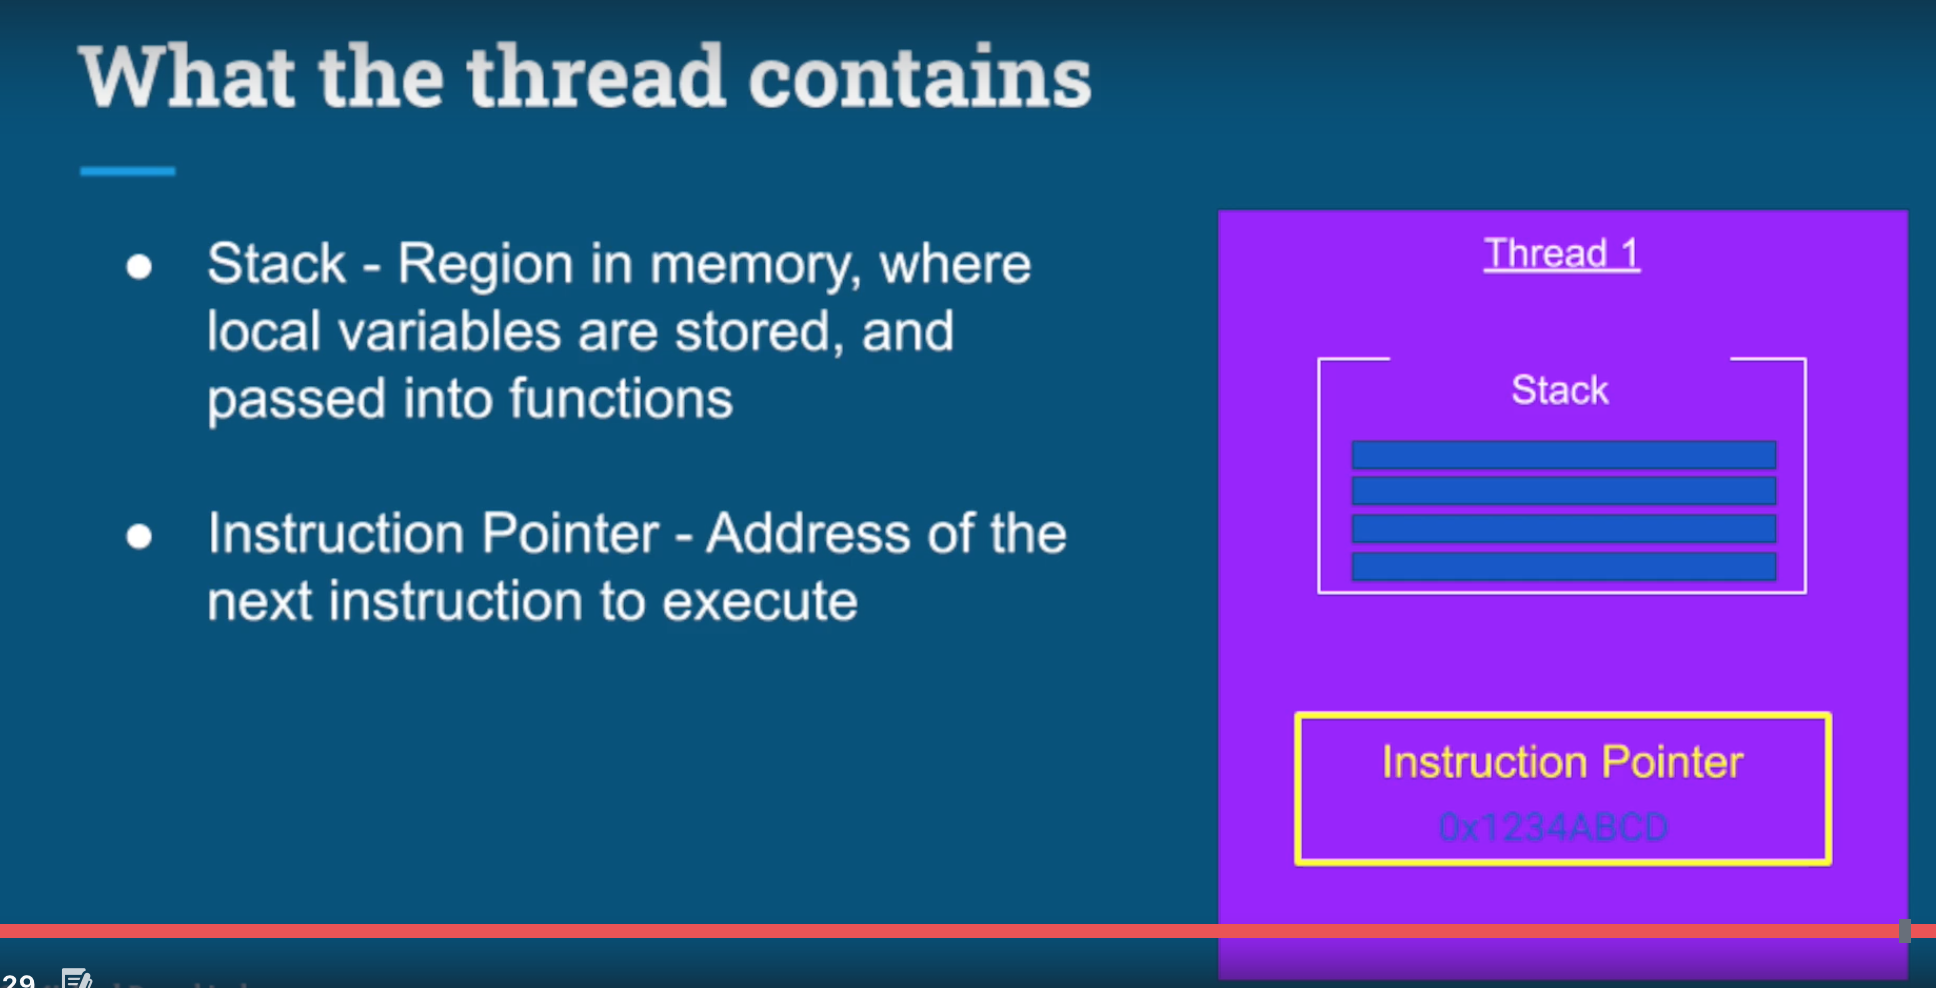 What the thread contains
● Stack - Region in memory, where
local variables are stored, and
passed into functions
● Instruction Pointer - Address of the
next instruction to execute
Thread 1
Stack
Instruction Pointer
0x1234ABCD
29